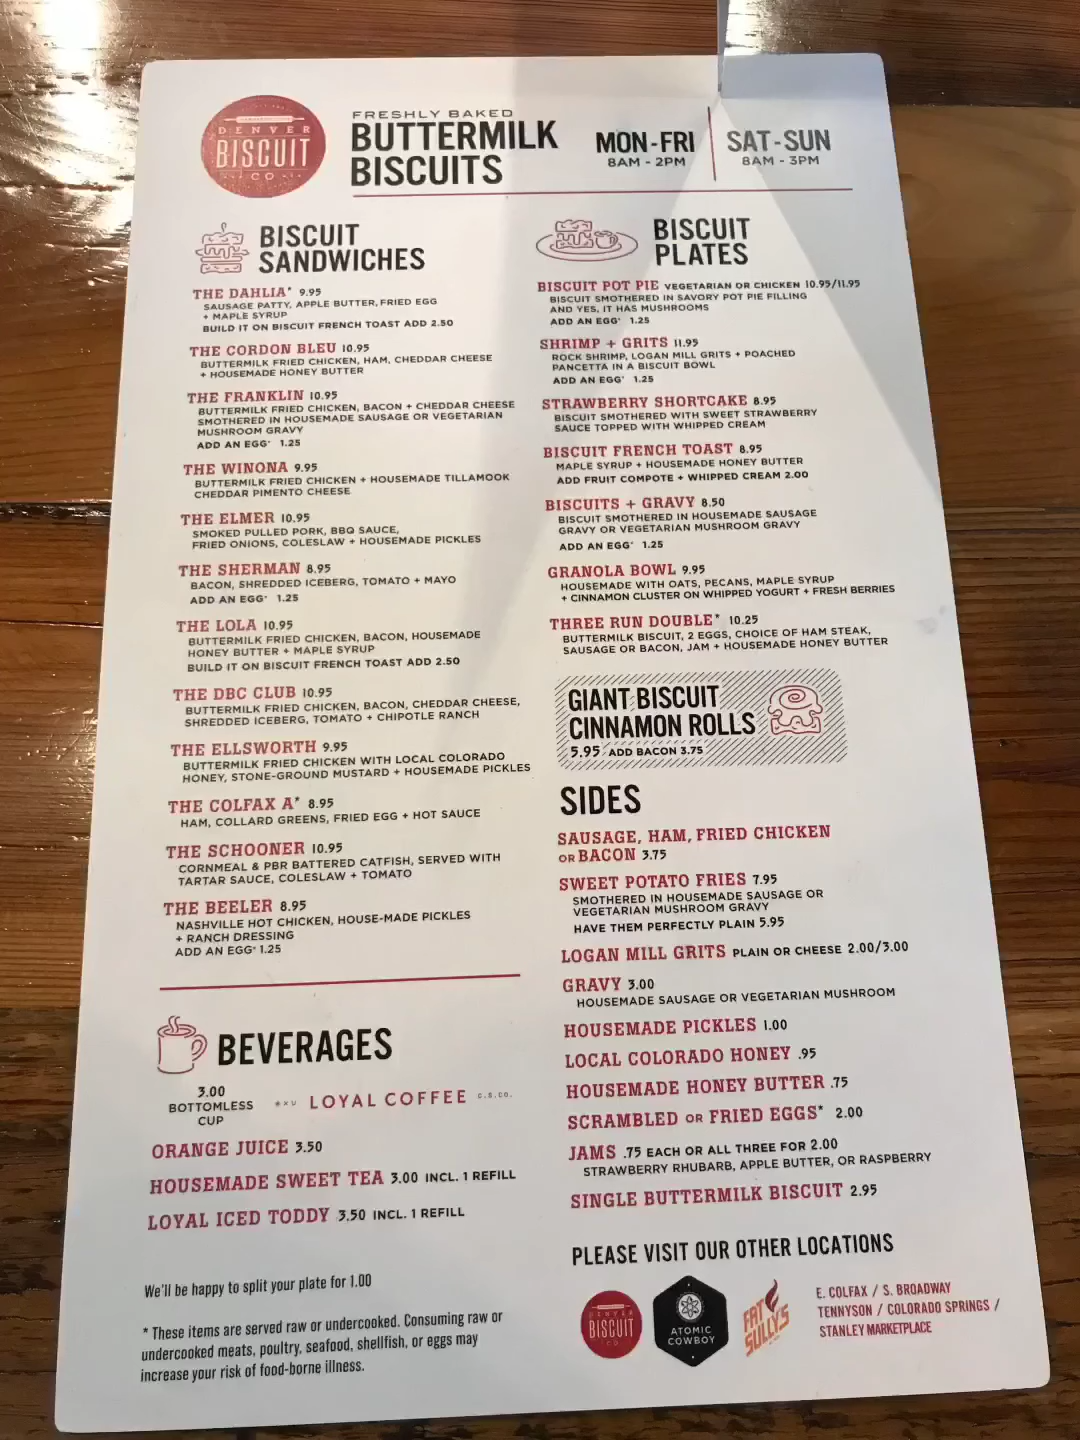 DENVER
BISCUIT
CO
FRESHLY BAKED
BUTTERMILK
BISCUITS
MON-FRI
8AM - 2PM
SAT-SUN
8AM - 3PM
BISCUIT
SANDWICHES
THE DAHLIA* 9.95
SAUSAGE PATTY, APPLE BUTTER, FRIED EGG
+ MAPLE SYRUP
BUILD IT ON BISCUIT FRENCH TOAST ADD 2.50
THE CORDON BLEU 10.95
BUTTERMILK FRIED CHICKEN, HAM, CHEDDAR CHEESE
+ HOUSEMADE HONEY BUTTER
THE FRANKLIN 10.95
BUTTERMILK FRIED CHICKEN, BACON + CHEDDAR CHEESE
SMOTHERED IN HOUSEMADE SAUSAGE OR VEGETARIAN
MUSHROOM GRAVY
ADD AN EGG* 1.25
THE WINONA 9.95
BUTTERMILK FRIED CHICKEN + HOUSEMADE TILLAMOOK
CHEDDAR PIMENTO CHEESE
THE ELMER 10.95
SMOKED PULLED PORK, BBQ SAUCE,
FRIED ONIONS, COLESLAW + HOUSEMADE PICKLES
THE SHERMAN 8.95
BACON, SHREDDED ICEBERG, TOMATO + MAYO
ADD AN EGG* 1.25
THE LOLA 10.95
BUTTERMILK FRIED CHICKEN, BACON, HOUSEMADE
HONEY BUTTER + MAPLE SYRUP
BUILD IT ON BISCUIT FRENCH TOAST ADD 2.50
THE DBC CLUB 10.95
BUTTERMILK FRIED CHICKEN, BACON, CHEDDAR CHEESE,
SHREDDED ICEBERG, TOMATO + CHIPOTLE RANCH
THE ELLSWORTH 9.95
BUTTERMILK FRIED CHICKEN WITH LOCAL COLORADO
HONEY, STONE-GROUND MUSTARD + HOUSEMADE PICKLES
THE COLFAX A* 8.95
HAM, COLLARD GREENS, FRIED EGG + HOT SAUCE
THE SCHOONER 10.95
CORNMEAL & PBR BATTERED CATFISH, SERVED WITH
TARTAR SAUCE, COLESLAW + TOMATO
THE BEELER 8.95
NASHVILLE HOT CHICKEN, HOUSE-MADE PICKLES
+ RANCH DRESSING
ADD AN EGG* 1.25
BEVERAGES
3.00
BOTTOMLESS
CUP
LOYAL COFFEE
ORANGE JUICE 3.50
HOUSEMADE SWEET TEA 3.00 INCL. 1 REFILL
LOYAL ICED TODDY 3.50 INCL. 1 REFILL
We'll be happy to split your plate for 1.00
* These items are served raw or undercooked. Consuming raw or
undercooked meats, poultry, seafood, shellfish, or eggs may
increase your risk of food-borne illness.
BISCUIT
PLATES
BISCUIT POT PIE VEGETARIAN OR CHICKEN 10.95/11.95
BISCUIT SMOTHERED IN SAVORY POT PIE FILLING
AND YES, IT HAS MUSHROOMS
ADD AN EGG* 1.25
SHRIMP + GRITS 11.95
ROCK SHRIMP, LOGAN MILL GRITS + POACHED
PANCETTA IN A BISCUIT BOWL
ADD AN EGG* 1.25
STRAWBERRY SHORTCAKE 8.95
BISCUIT SMOTHERED WITH SWEET STRAWBERRY
SAUCE TOPPED WITH WHIPPED CREAM
BISCUIT FRENCH TOAST 8.95
MAPLE SYRUP + HOUSEMADE HONEY BUTTER
ADD FRUIT COMPOTE + WHIPPED CREAM 2.00
BISCUITS + GRAVY 8.50
BISCUIT SMOTHERED IN HOUSEMADE SAUSAGE
GRAVY OR VEGETARIAN MUSHROOM GRAVY
ADD AN EGG* 1.25
GRANOLA BOWL 9.95
HOUSEMADE WITH OATS, PECANS, MAPLE SYRUP
+ CINNAMON CLUSTER ON WHIPPED YOGURT + FRESH BERRIES
THREE RUN DOUBLE* 10.25
BUTTERMILK BISCUIT, 2 EGGS, CHOICE OF HAM STEAK,
SAUSAGE OR BACON, JAM + HOUSEMADE HONEY BUTTER
GIANT BISCUIT
CINNAMON ROLLS
5.95 ADD BACON 3.75
SIDES
SAUSAGE, HAM, FRIED CHICKEN
OR BACON 3.75
SWEET POTATO FRIES 7.95
SMOTHERED IN HOUSEMADE SAUSAGE OR
VEGETARIAN MUSHROOM GRAVY
HAVE THEM PERFECTLY PLAIN 5.95
LOGAN MILL GRITS PLAIN OR CHEESE 2.00/3.00
GRAVY 3.00
HOUSEMADE SAUSAGE OR VEGETARIAN MUSHROOM
HOUSEMADE PICKLES 1.00
LOCAL COLORADO HONEY .95
HOUSEMADE HONEY BUTTER .75
SCRAMBLED OR FRIED EGGS* 2.00
JAMS .75 EACH OR ALL THREE FOR 2.00
STRAWBERRY RHUBARB, APPLE BUTTER, OR RASPBERRY
SINGLE BUTTERMILK BISCUIT 2.95
PLEASE VISIT OUR OTHER LOCATIONS
DENVER
BISCUIT
CO
ATOMIC
COWBOY
FAT
SULLY'S
E. COLFAX / S. BROADWAY
TENNYSON / COLORADO SPRINGS /
STANLEY MARKETPLACE